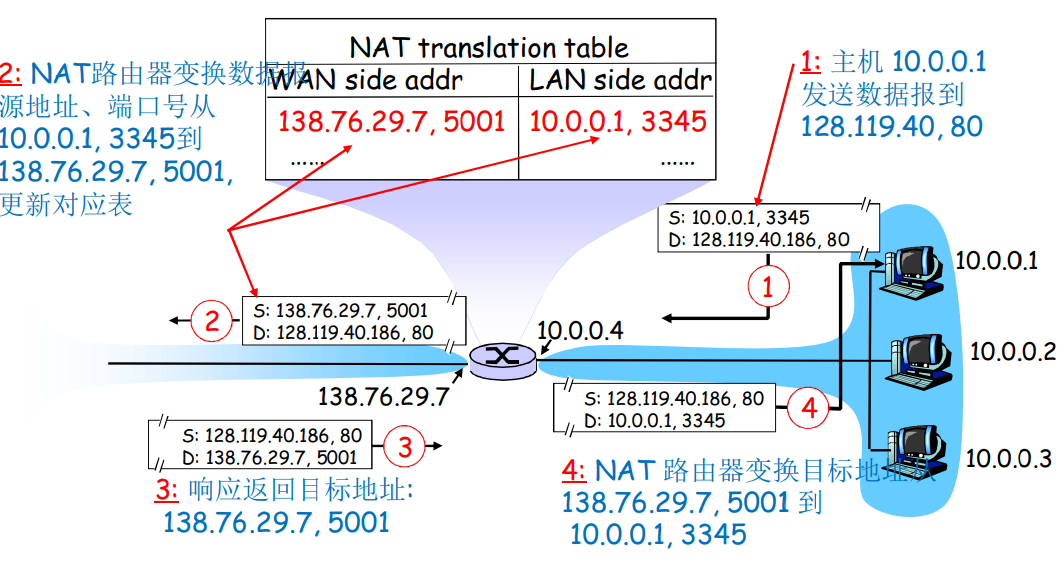 NAT translation table
WAN side addr
LAN side addr
138.76.29.7, 5001
10.0.0.1, 3345
......
......
2: NAT路由器变换数据报
源地址、端口号从
10.0.0.1, 3345到
138.76.29.7, 5001,
更新对应表
1: 主机 10.0.0.1
发送数据报到
128.119.40, 80
S: 10.0.0.1, 3345
D: 128.119.40.186, 80
1
10.0.0.1
S: 138.76.29.7, 5001
D: 128.119.40.186, 80
2
10.0.0.4
10.0.0.2
138.76.29.7
S: 128.119.40.186, 80
D: 10.0.0.1, 3345
4
S: 128.119.40.186, 80
D: 138.76.29.7, 5001
3
10.0.0.3
3: 响应返回目标地址:
138.76.29.7, 5001
4: NAT 路由器变换目标地址从
138.76.29.7, 5001 到
10.0.0.1, 3345